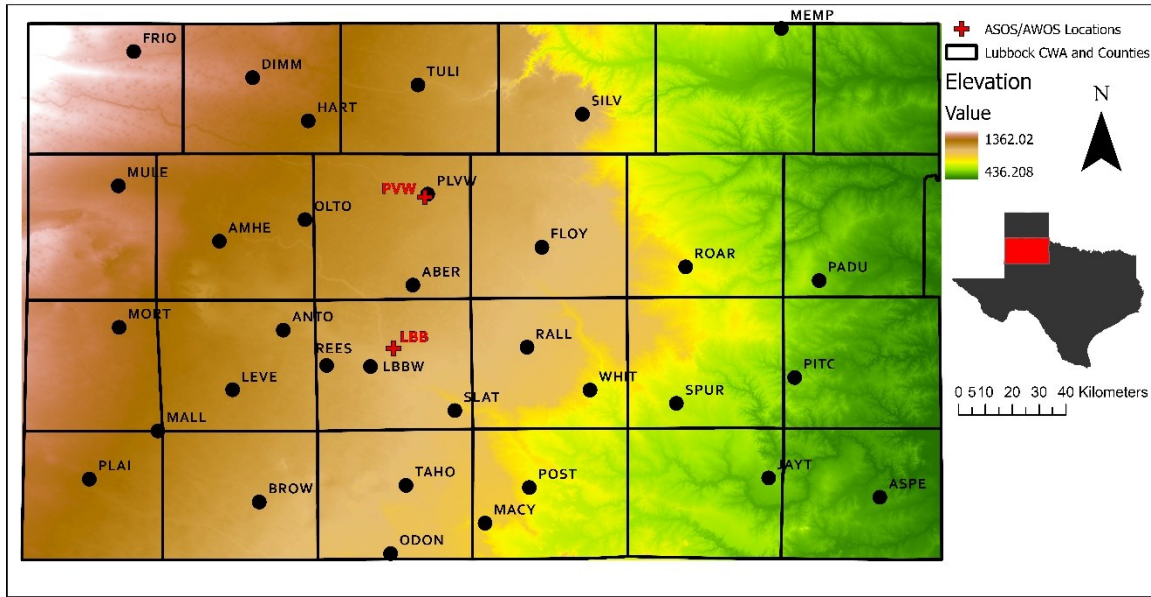 MEMP
FRIO
DIMM
TULI
HART
SILV
MULE
PVW
PLVW
OLTO
AMHE
FLOY
ROAR
ABER
PADU
MORT
ANTO
LBB
REES
RALL
LBBW
PITC
LEVE
WHIT
SPUR
SLAT
MALL
PLAI
TAHO
POST
JAYT
BROW
ASPE
MACY
ODON
ASOS/AWOS Locations
Lubbock CWA and Counties
Elevation
Value
1362.02
436.208
N
0 5 10 20 30 40 Kilometers